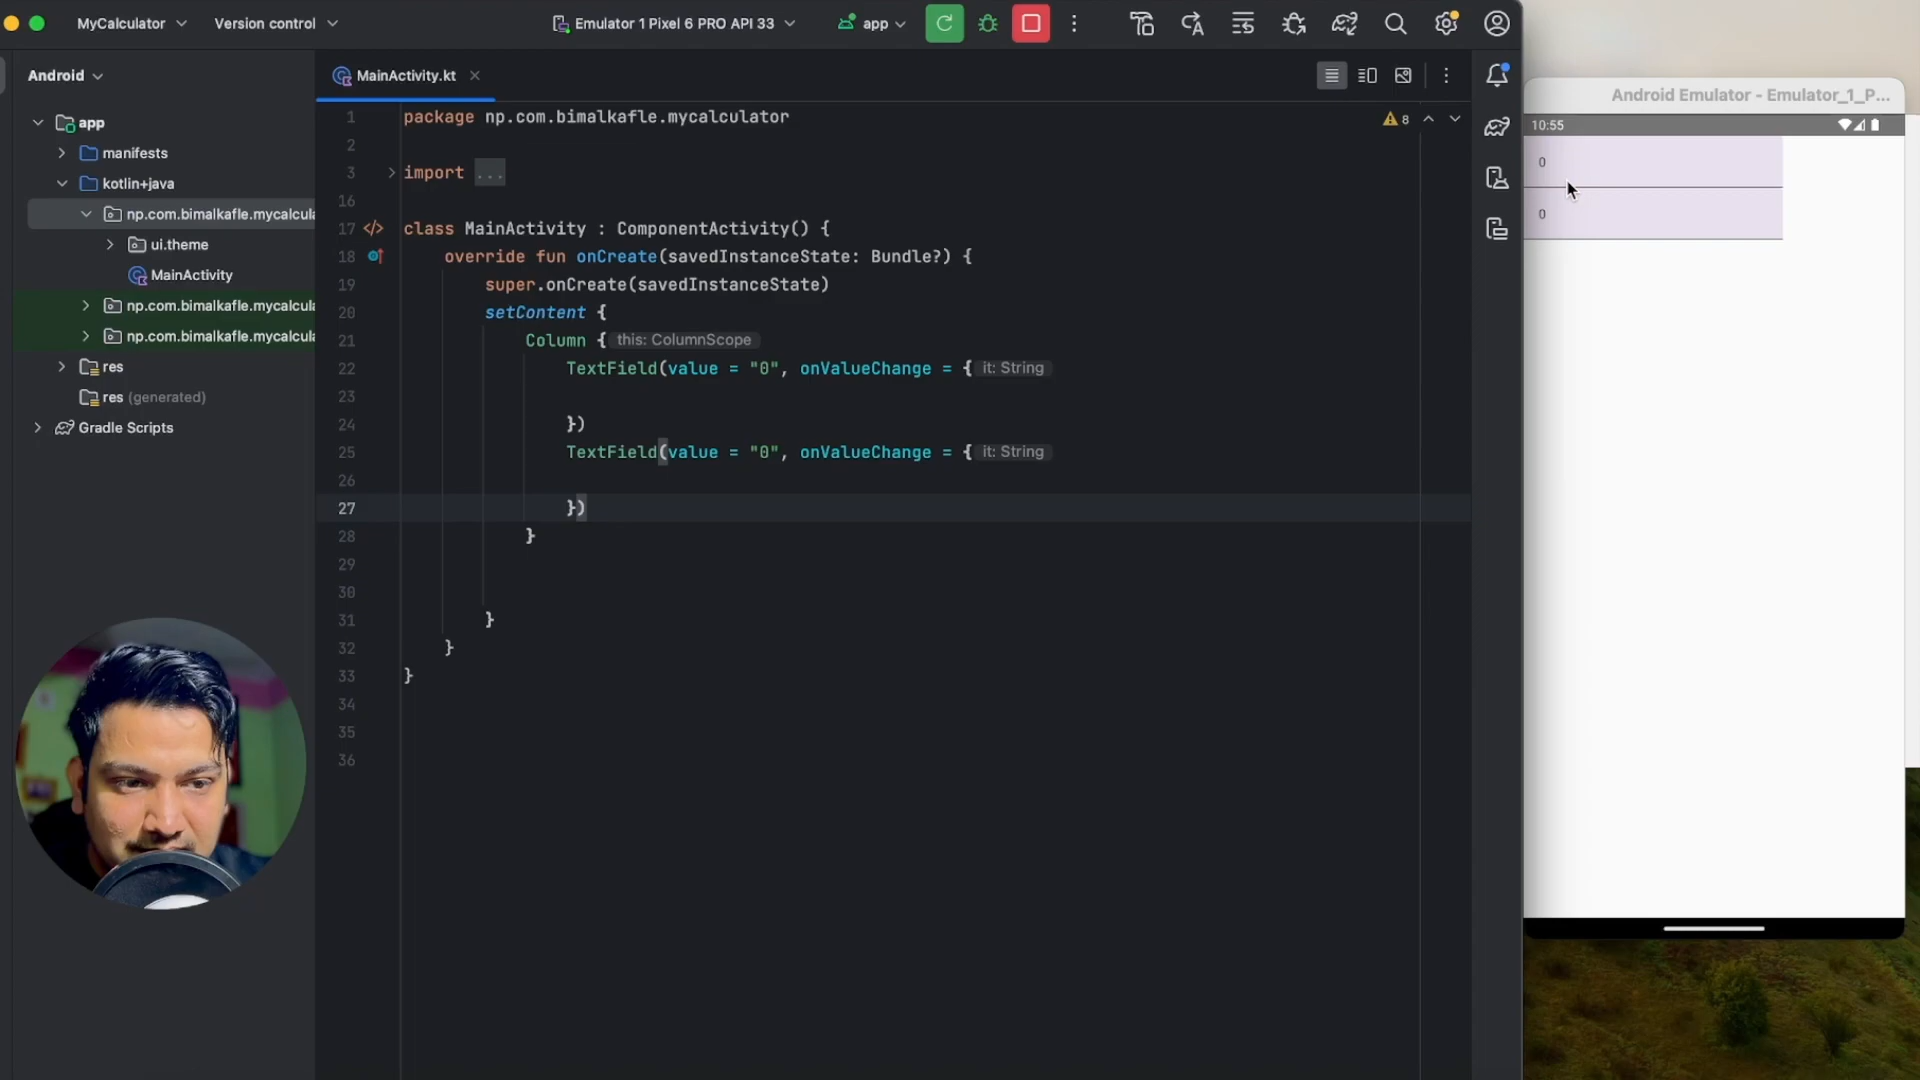 MyCalculator
Version control
Emulator 1 Pixel 6 PRO API 33
app
Android
MainActivity.kt
app
manifests
kotlin+java
np.com.bimalkafle.mycalcula
ui.theme
MainActivity
np.com.bimalkafle.mycalcula
np.com.bimalkafle.mycalcula
res
res (generated)
Gradle Scripts
8
1 package np.com.bimalkafle.mycalculator
2
3 import ...
16
17 class MainActivity : ComponentActivity() {
18 override fun onCreate(savedInstanceState: Bundle?) {
19 super.onCreate(savedInstanceState)
20 setContent {
21 Column { this: ColumnScope
22 TextField(value = "0", onValueChange = { it: String
23
24 })
25 TextField(value = "0", onValueChange = { it: String
26
27 })
28 }
29
30
31 }
32 }
33 }
34
35
36
Android Emulator - Emulator_1_P...
10:55
0
0